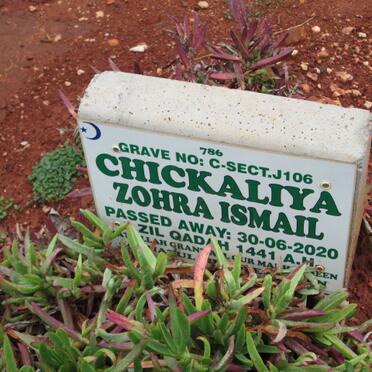 786
GRAVE NO: C-SECT.J106
CHICKALIYA
ZOHRA ISMAIL
PASSED AWAY: 30-06-2020
ZIL QADAH 1441 A.H.